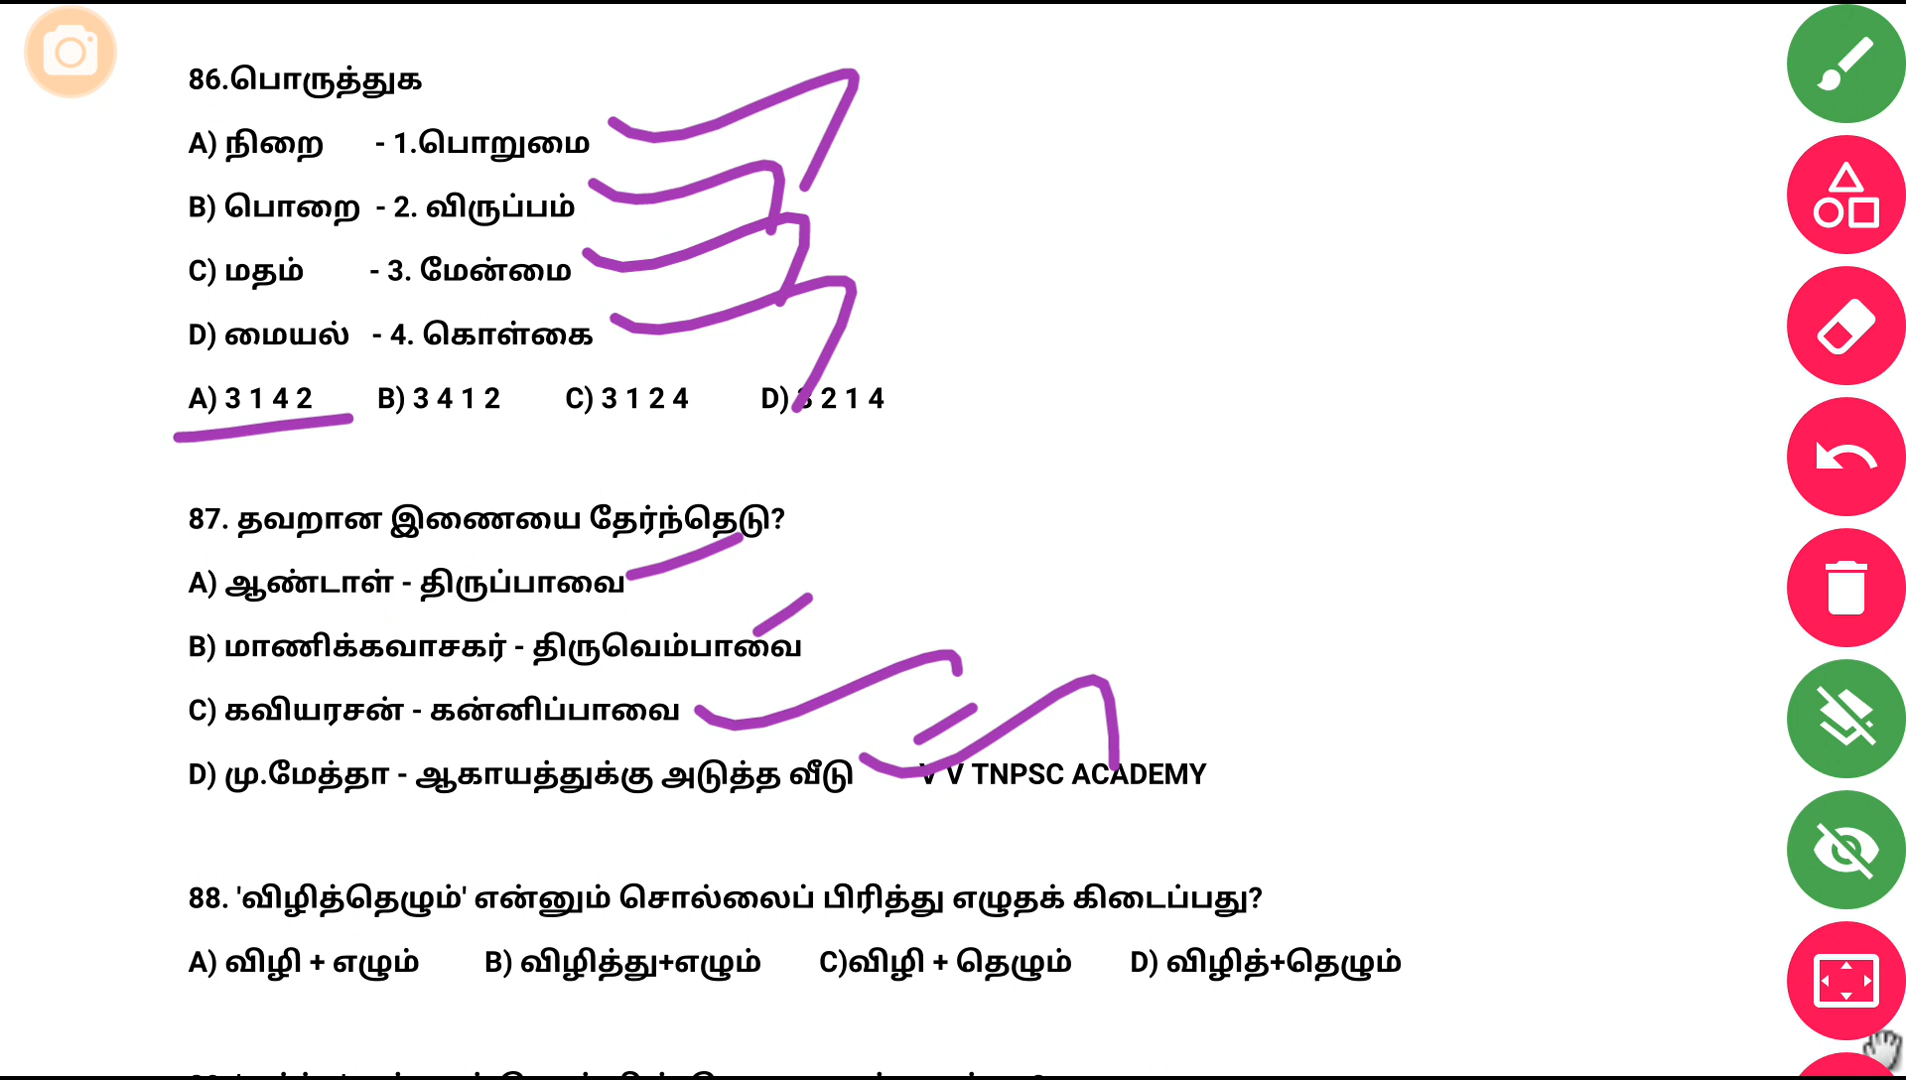 86.பொருத்துக
A) நிறை - 1.பொறுமை
B) பொறை - 2. விருப்பம்
C) மதம் - 3. மேன்மை
D) மையல் - 4. கொள்கை
A) 3 1 4 2 B) 3 4 1 2 C) 3 1 2 4 D) 3 2 1 4
87. தவறான இணையை தேர்ந்தெடு?
A) ஆண்டாள் - திருப்பாவை
B) மாணிக்கவாசகர் - திருவெம்பாவை
C) கவியரசன் - கன்னிப்பாவை
D) மு.மேத்தா - ஆகாயத்துக்கு அடுத்த வீடு V V TNPSC ACADEMY
88. 'விழித்தெழும்' என்னும் சொல்லைப் பிரித்து எழுதக் கிடைப்பது?
A) விழி + எழும் B) விழித்து+எழும் C)விழி + தெழும் D) விழித்+தெழும்